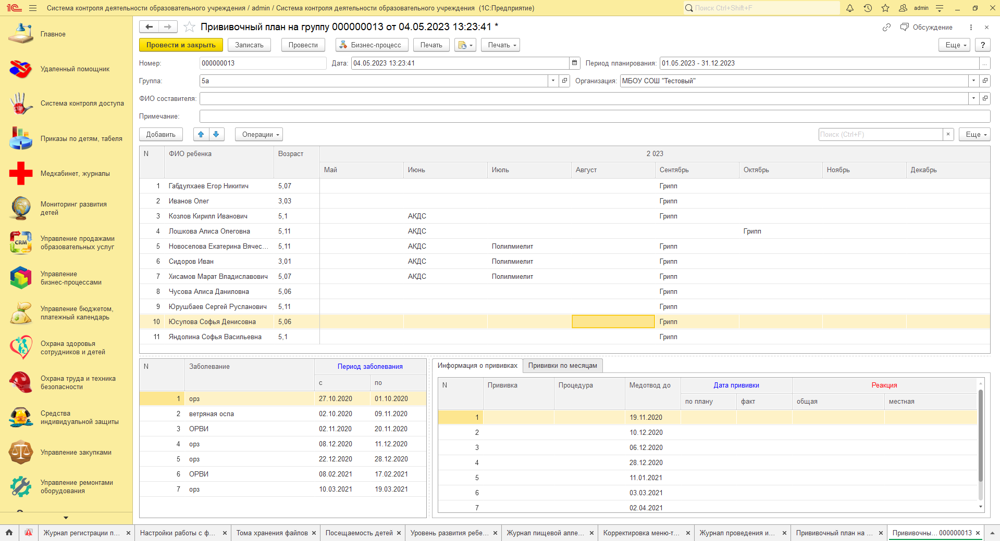 Система контроля деятельности образовательного учреждения / admin / Система контроля деятельности образовательного учреждения (1С:Предприятие)
Поиск Ctrl+Shift+F
admin
Главное
Удаленный помощник
Система контроля доступа
Приказы по детям, табеля
Медкабинет, журналы
Мониторинг развития
детей
Управление продажами
образовательных услуг
Управление
бизнес-процессами
Управление бюджетом,
платежный календарь
Охрана здоровья
сотрудников и детей
Охрана труда и техника
безопасности
Средства
индивидуальной защиты
Управление закупками
Управление ремонтами
оборудования
Прививочный план на группу 000000013 от 04.05.2023 13:23:41 *
Обсуждение
Провести и закрыть Записать Провести Бизнес-процесс Печать Печать Еще ?
Номер: 000000013 Дата: 04.05.2023 13:23:41 Период планирования: 01.05.2023 - 31.12.2023 ...
Группа: 5а Организация: МБОУ СОШ "Тестовый"
ФИО составителя:
Примечание:
Добавить Операции Поиск (Ctrl+F) × Еще
N ФИО ребенка Возраст 2 023
Май Июнь Июль Август Сентябрь Октябрь Ноябрь Декабрь
1 Габдулхаев Егор Никитич 5,07 Грипп
2 Иванов Олег 3,03 Грипп
3 Козлов Кирилл Иванович 5,1 АКДС Грипп
4 Лошкова Алиса Олеговна 5,11 АКДС Грипп
5 Новоселова Екатерина Вячес... 5,11 АКДС Полилмиелит Грипп
6 Сидоров Иван 3,01 АКДС Полилмиелит Грипп
7 Хисамов Марат Владиславович 5,07 АКДС Полилмиелит Грипп
8 Чусова Алиса Даниловна 5,06 Грипп
9 Юрушбаев Сергей Русланович 5,11 Грипп
10 Юсупова Софья Денисовна 5,06 Грипп
11 Яндолина Софья Васильевна 5,1 Грипп
N Заболевание Период заболевания
с по
1 орз 27.10.2020 01.10.2020
2 ветряная оспа 02.10.2020 09.11.2020
3 ОРВИ 02.11.2020 20.11.2020
4 орз 08.12.2020 11.12.2020
5 орз 22.12.2020 28.12.2020
6 ОРВИ 08.02.2021 17.02.2021
7 орз 10.03.2021 19.03.2021
Информация о прививках Прививки по месяцам
N Прививка Процедура Медотвод до Дата прививки Реакция
по плану факт общая местная
1 19.11.2020
2 10.12.2020
3 06.12.2020
4 28.12.2020
5 11.01.2021
6 03.03.2021
7 02.04.2021
Журнал регистрации п... × Настройки работы с ф... × Тома хранения файлов × Посещаемость детей × Уровень развития ребе... × Журнал пищевой алле... × Корректировка меню-т... × Журнал проведения и... × Прививочный план на ... × Прививочны... 000000013 ×